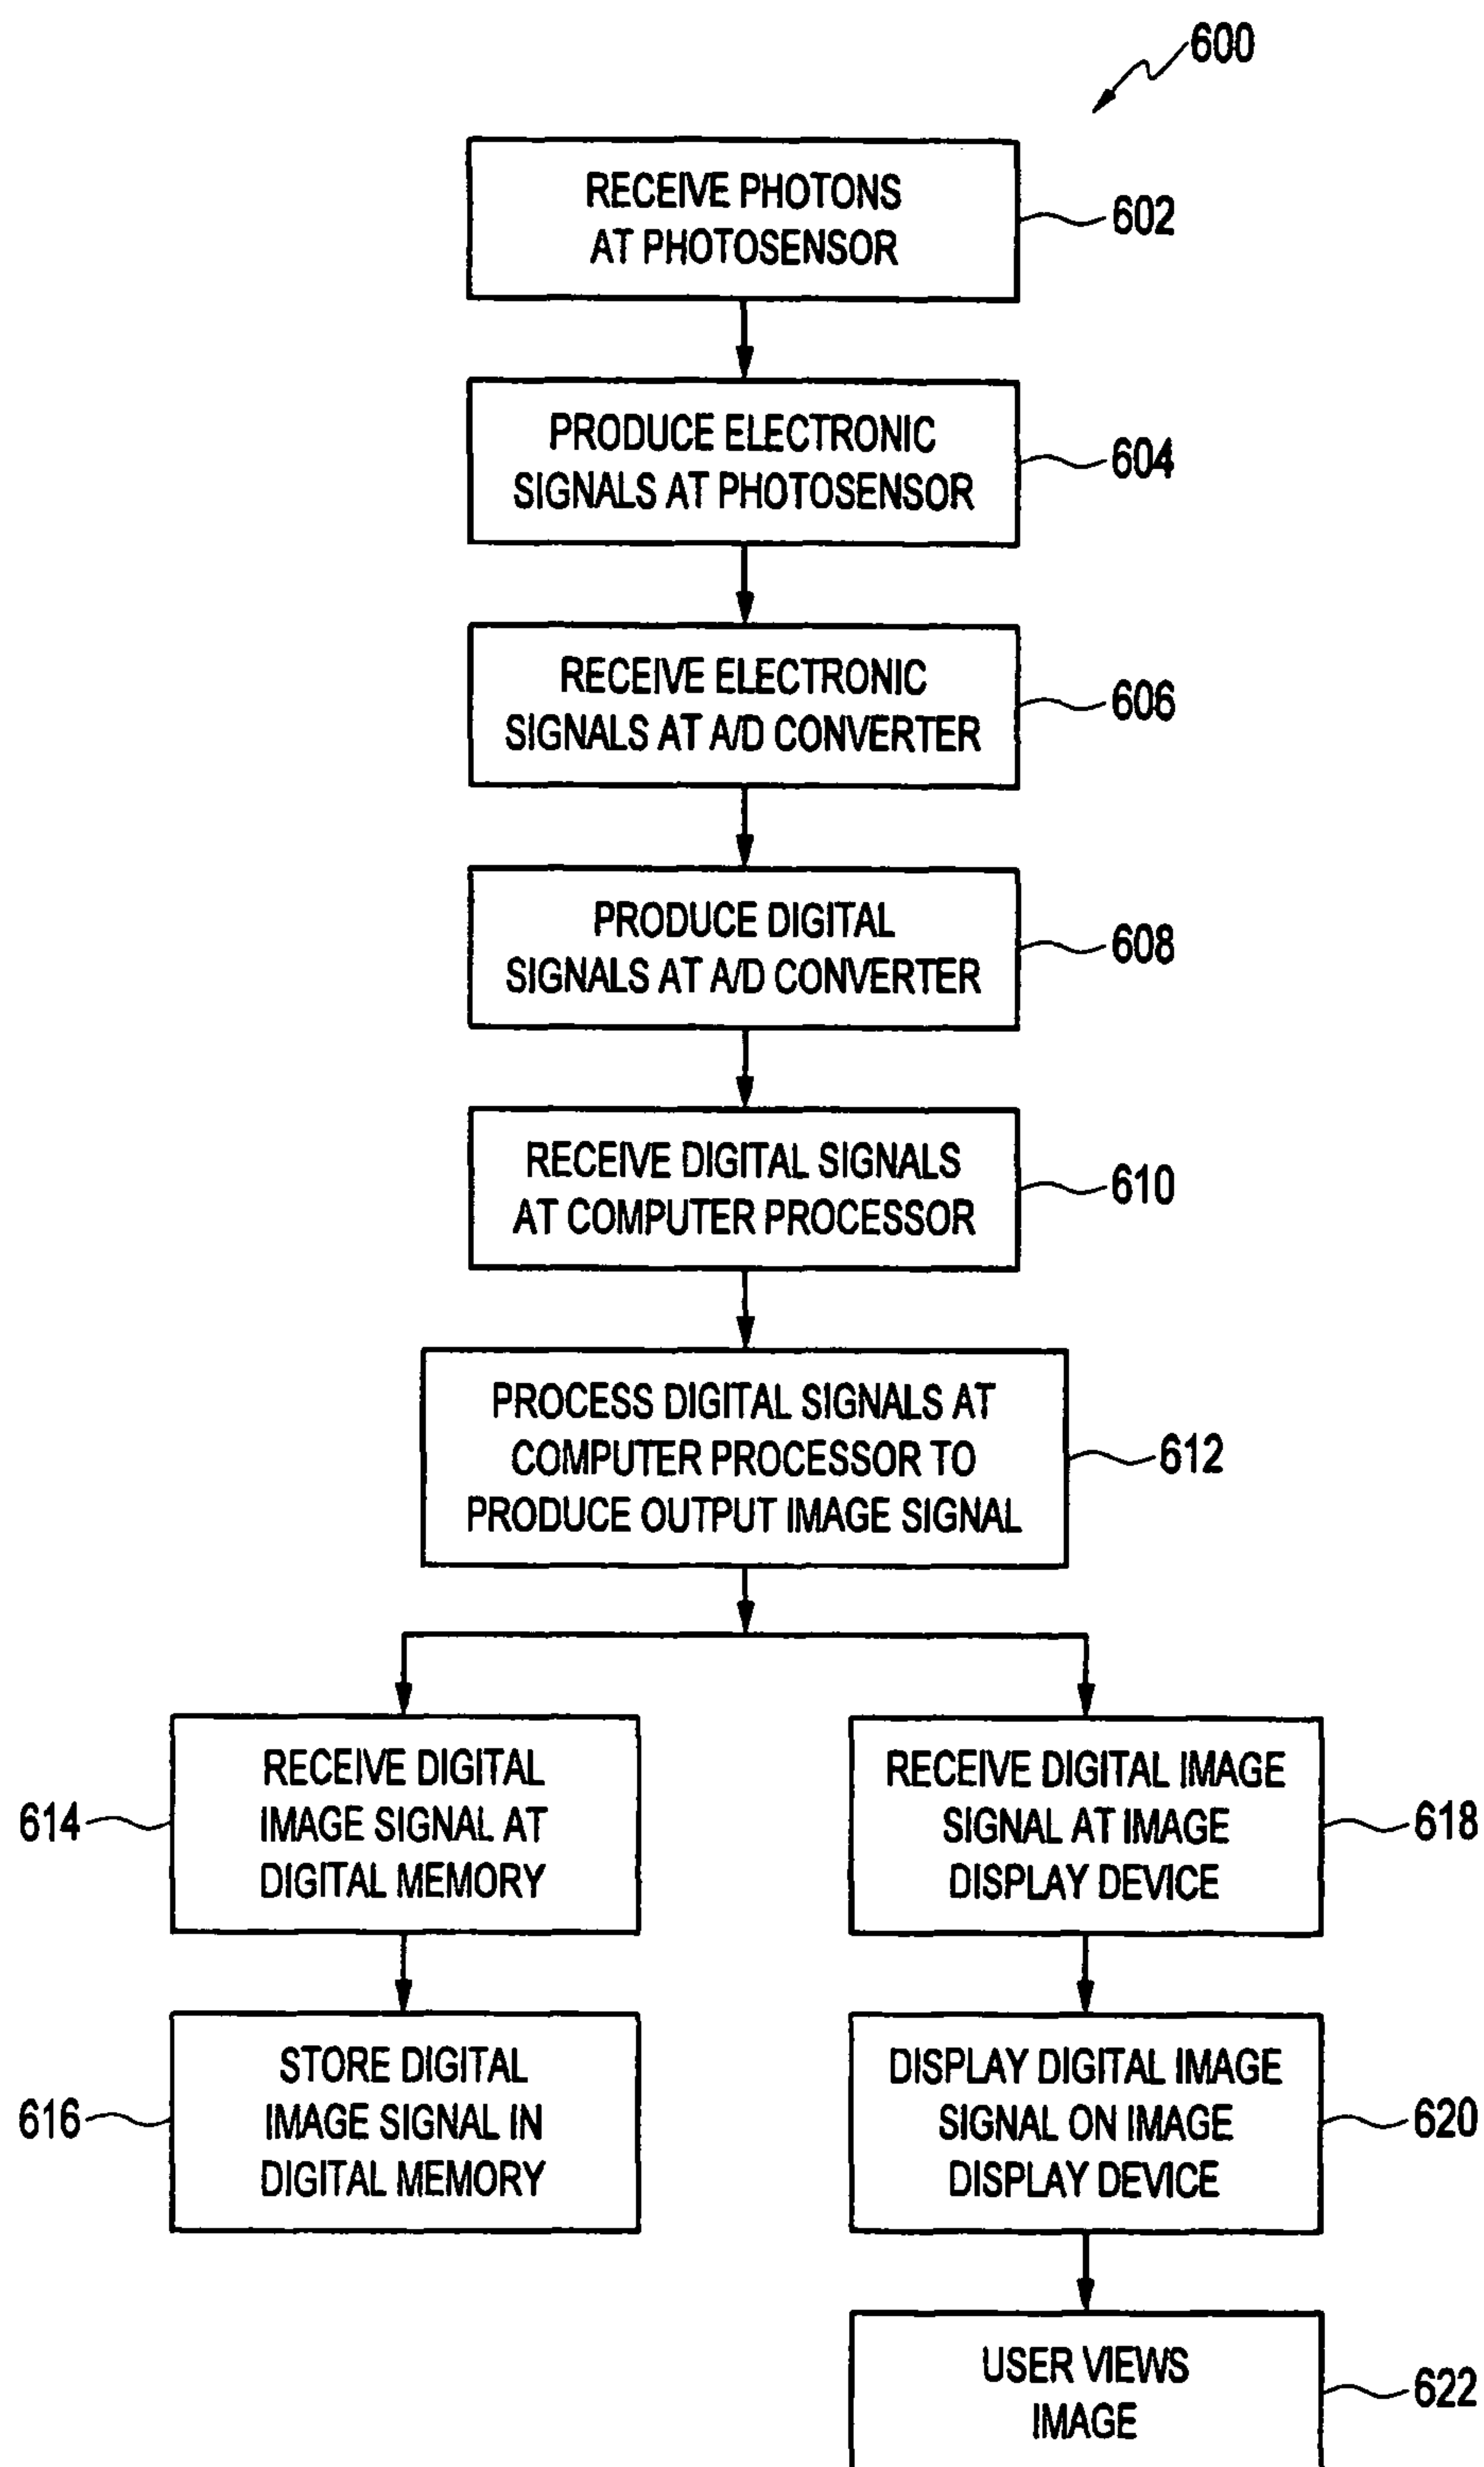 600
RECEIVE PHOTONS
AT PHOTOSENSOR
602
PRODUCE ELECTRONIC
SIGNALS AT PHOTOSENSOR
604
RECEIVE ELECTRONIC
SIGNALS AT A/D CONVERTER
606
PRODUCE DIGITAL
SIGNALS AT A/D CONVERTER
608
RECEIVE DIGITAL SIGNALS
AT COMPUTER PROCESSOR
610
PROCESS DIGITAL SIGNALS AT
COMPUTER PROCESSOR TO
PRODUCE OUTPUT IMAGE SIGNAL
612
614
RECEIVE DIGITAL
IMAGE SIGNAL AT
DIGITAL MEMORY
RECEIVE DIGITAL IMAGE
SIGNAL AT IMAGE
DISPLAY DEVICE
618
616
STORE DIGITAL
IMAGE SIGNAL IN
DIGITAL MEMORY
DISPLAY DIGITAL IMAGE
SIGNAL ON IMAGE
DISPLAY DEVICE
620
USER VIEWS
IMAGE
622